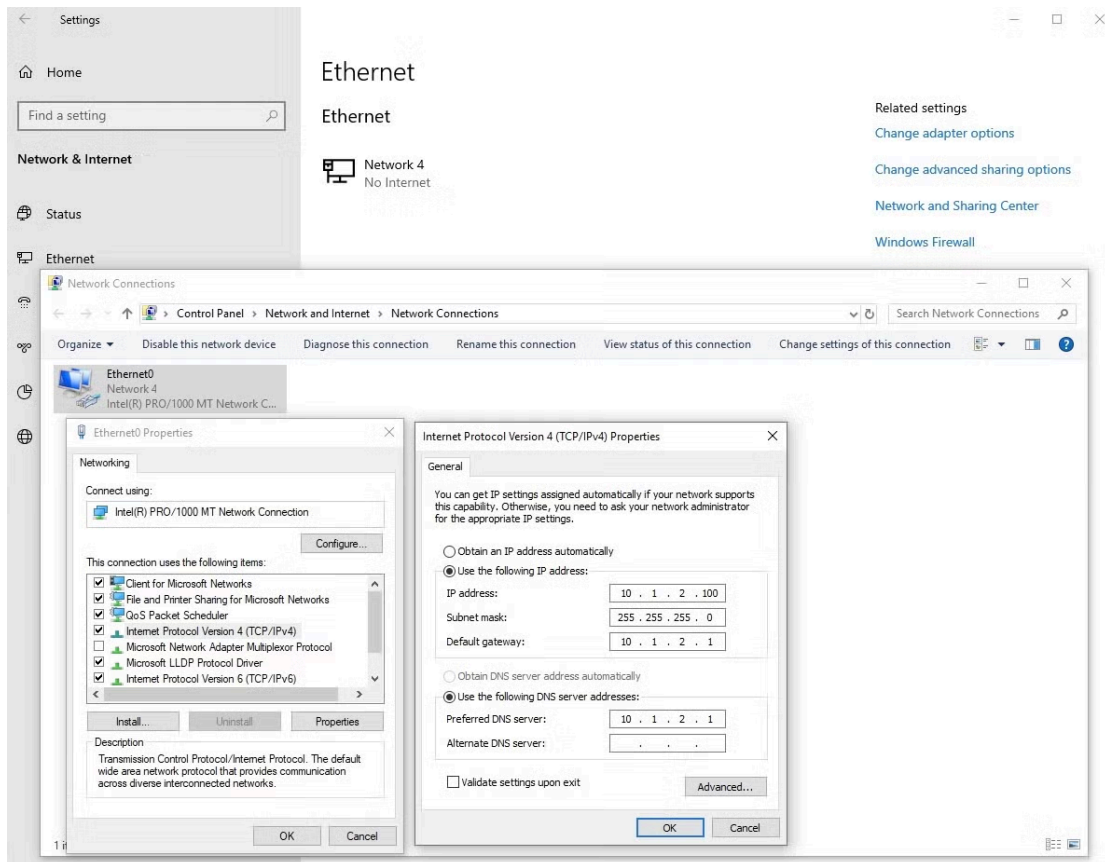 Settings
Home
Find a setting
Network & Internet
Status
Ethernet
Ethernet
Ethernet
Network 4
No Internet
Related settings
Change adapter options
Change advanced sharing options
Network and Sharing Center
Windows Firewall
Network Connections
Control Panel > Network and Internet > Network Connections
Search Network Connections
Organize
Disable this network device
Diagnose this connection
Rename this connection
View status of this connection
Change settings of this connection
Ethernet0
Network 4
Intel(R) PRO/1000 MT Network C...
Ethernet0 Properties
Networking
Connect using:
Intel(R) PRO/1000 MT Network Connection
Configure...
This connection uses the following items:
Client for Microsoft Networks
File and Printer Sharing for Microsoft Networks
QoS Packet Scheduler
Internet Protocol Version 4 (TCP/IPv4)
Microsoft Network Adapter Multiplexor Protocol
Microsoft LLDP Protocol Driver
Internet Protocol Version 6 (TCP/IPv6)
Install...
Uninstall
Properties
Description
Transmission Control Protocol/Internet Protocol. The default
wide area network protocol that provides communication
across diverse interconnected networks.
OK
Cancel
Internet Protocol Version 4 (TCP/IPv4) Properties
General
You can get IP settings assigned automatically if your network supports
this capability. Otherwise, you need to ask your network administrator
for the appropriate IP settings.
Obtain an IP address automatically
Use the following IP address:
IP address: 10 . 1 . 2 . 100
Subnet mask: 255 . 255 . 255 . 0
Default gateway: 10 . 1 . 2 . 1
Obtain DNS server address automatically
Use the following DNS server addresses:
Preferred DNS server: 10 . 1 . 2 . 1
Alternate DNS server: . . .
Validate settings upon exit
Advanced...
OK
Cancel